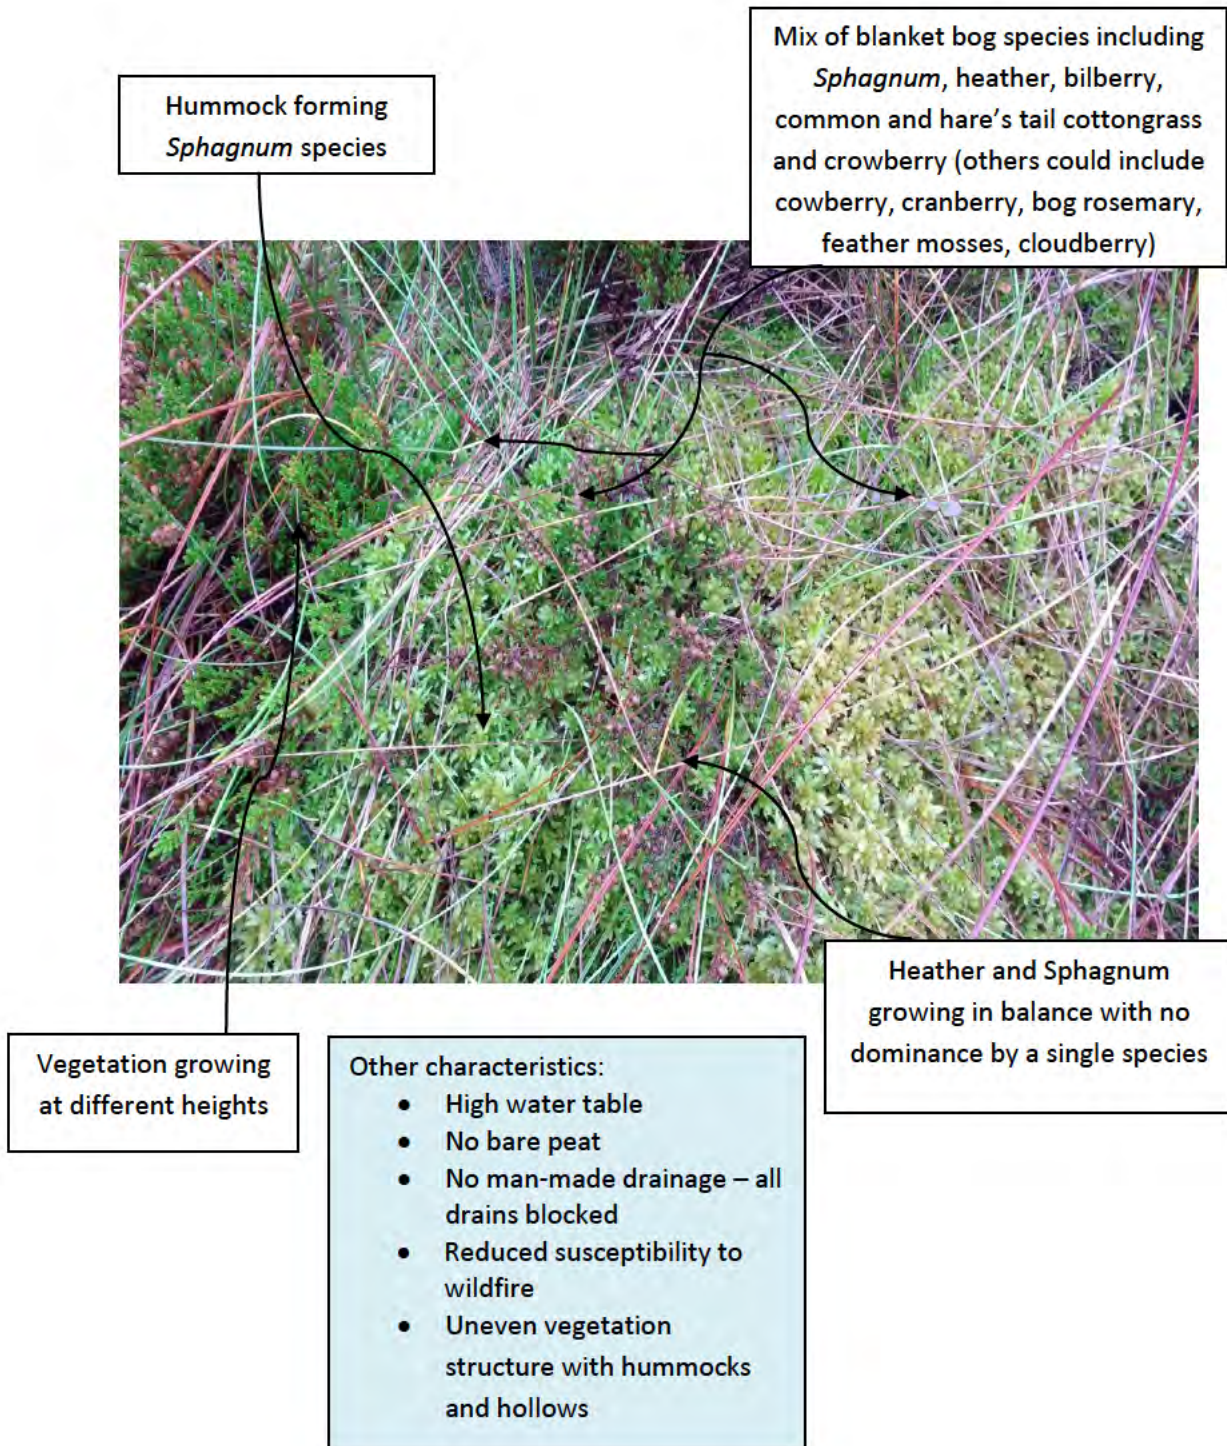 Mix of blanket bog species including
Sphagnum, heather, bilberry,
common and hare's tail cottongrass
and crowberry (others could include
cowberry, cranberry, bog rosemary,
feather mosses, cloudberry)
Hummock forming
Sphagnum species
Heather and Sphagnum
growing in balance with no
dominance by a single species
Vegetation growing
at different heights
Other characteristics:
• High water table
• No bare peat
• No man-made drainage – all
drains blocked
• Reduced susceptibility to
wildfire
• Uneven vegetation
structure with hummocks
and hollows